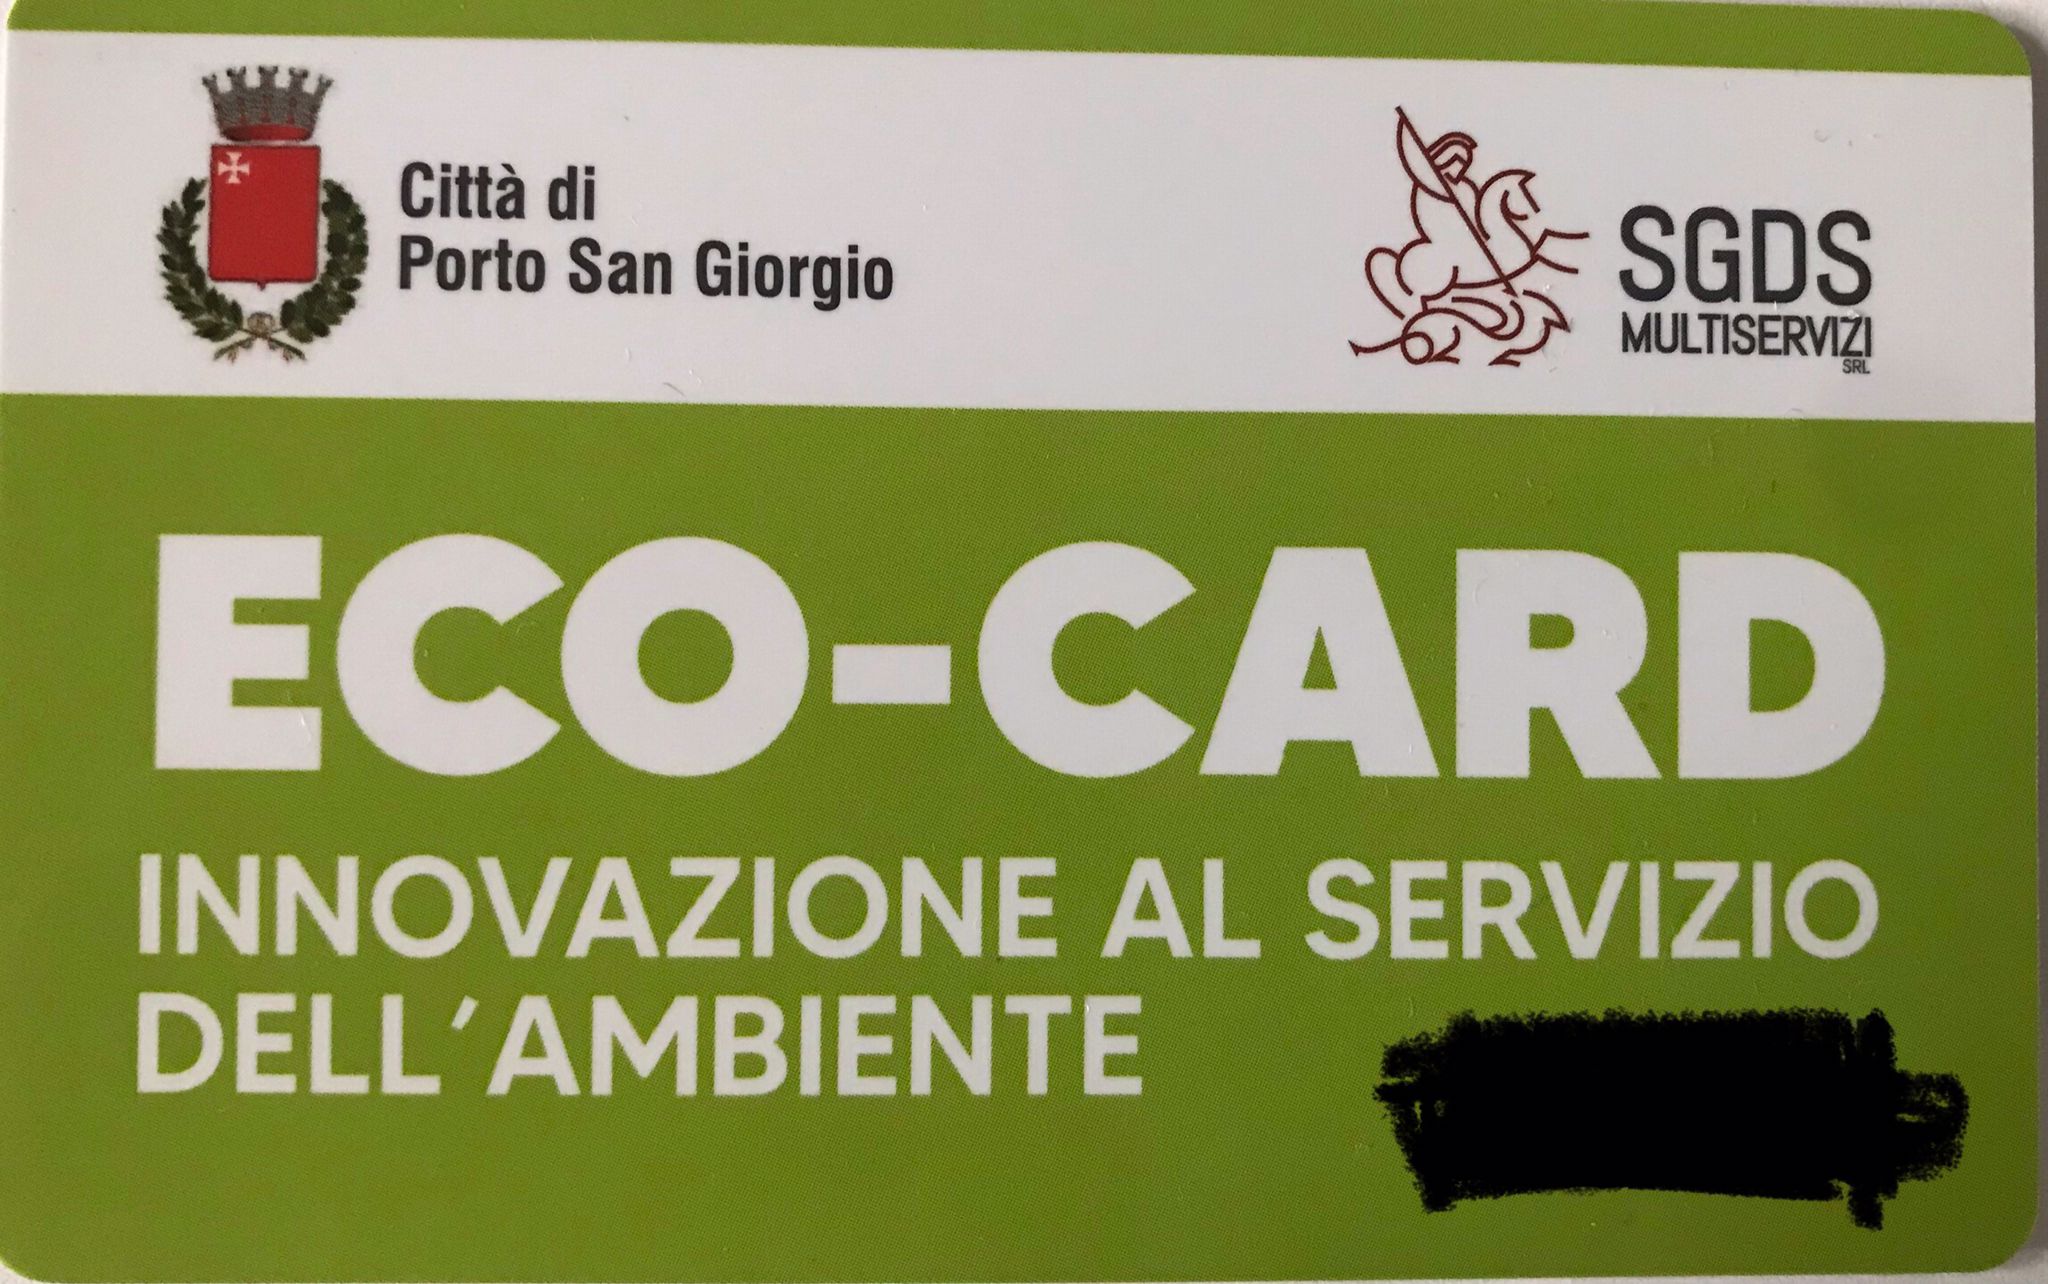 Città di
Porto San Giorgio
SGDS
MULTISERVIZI
SRL
ECO-CARD
INNOVAZIONE AL SERVIZIO
DELL'AMBIENTE